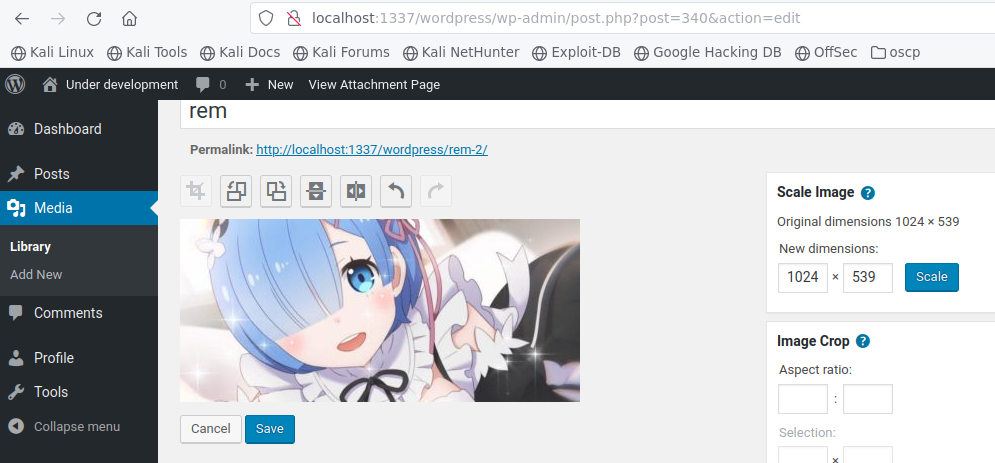 localhost:1337/wordpress/wp-admin/post.php?post=340&action=edit
Kali Linux Kali Tools Kali Docs Kali Forums Kali NetHunter Exploit-DB Google Hacking DB OffSec oscp
Under development 0 New View Attachment Page
rem
Dashboard
Permalink: http://localhost:1337/wordpress/rem-2/
Posts
Media
Library
Add New
Comments
Profile
Tools
Collapse menu
Cancel Save
Scale Image ?
Original dimensions 1024 × 539
New dimensions:
1024 × 539 Scale
Image Crop ?
Aspect ratio:
:
Selection:
×